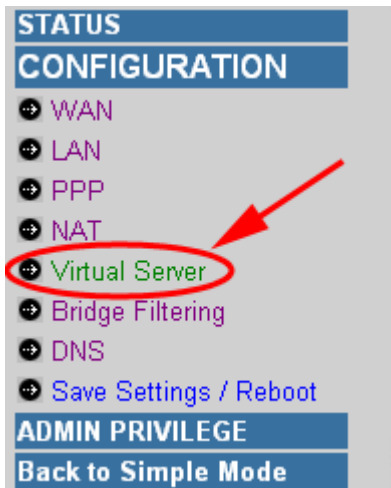 STATUS
CONFIGURATION
WAN
LAN
PPP
NAT
Virtual Server
Bridge Filtering
DNS
Save Settings / Reboot
ADMIN PRIVILEGE
Back to Simple Mode